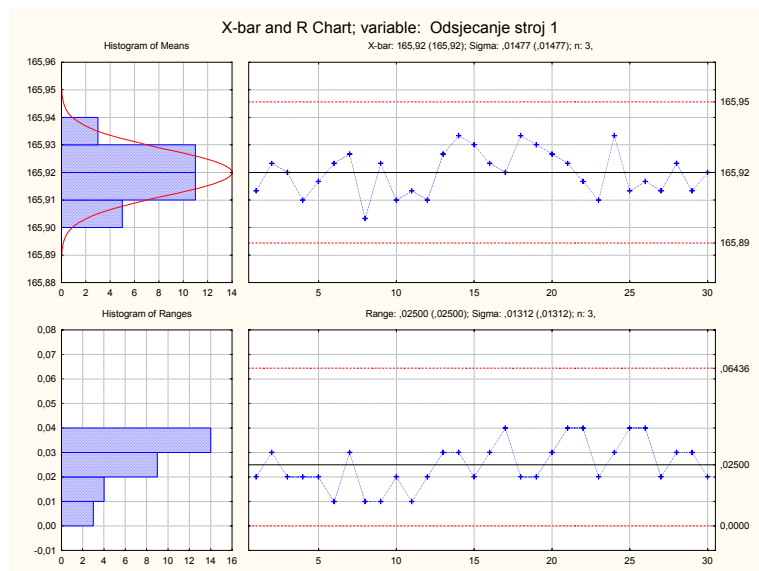 X-bar and R Chart; variable: Odsjecanje stroj 1
Histogram of Means
X-bar: 165,92 (165,92); Sigma: ,01477 (,01477); n: 3,
165,96
165,95
165,94
165,93
165,92
165,91
165,90
165,89
165,88
0 2 4 6 8 10 12 14
5 10 15 20 25 30
165,95
165,92
165,89
Histogram of Ranges
Range: ,02500 (,02500); Sigma: ,01312 (,01312); n: 3,
0,08
0,07
0,06
0,05
0,04
0,03
0,02
0,01
0,00
-0,01
0 2 4 6 8 10 12 14 16
5 10 15 20 25 30
,06436
,02500
0,0000